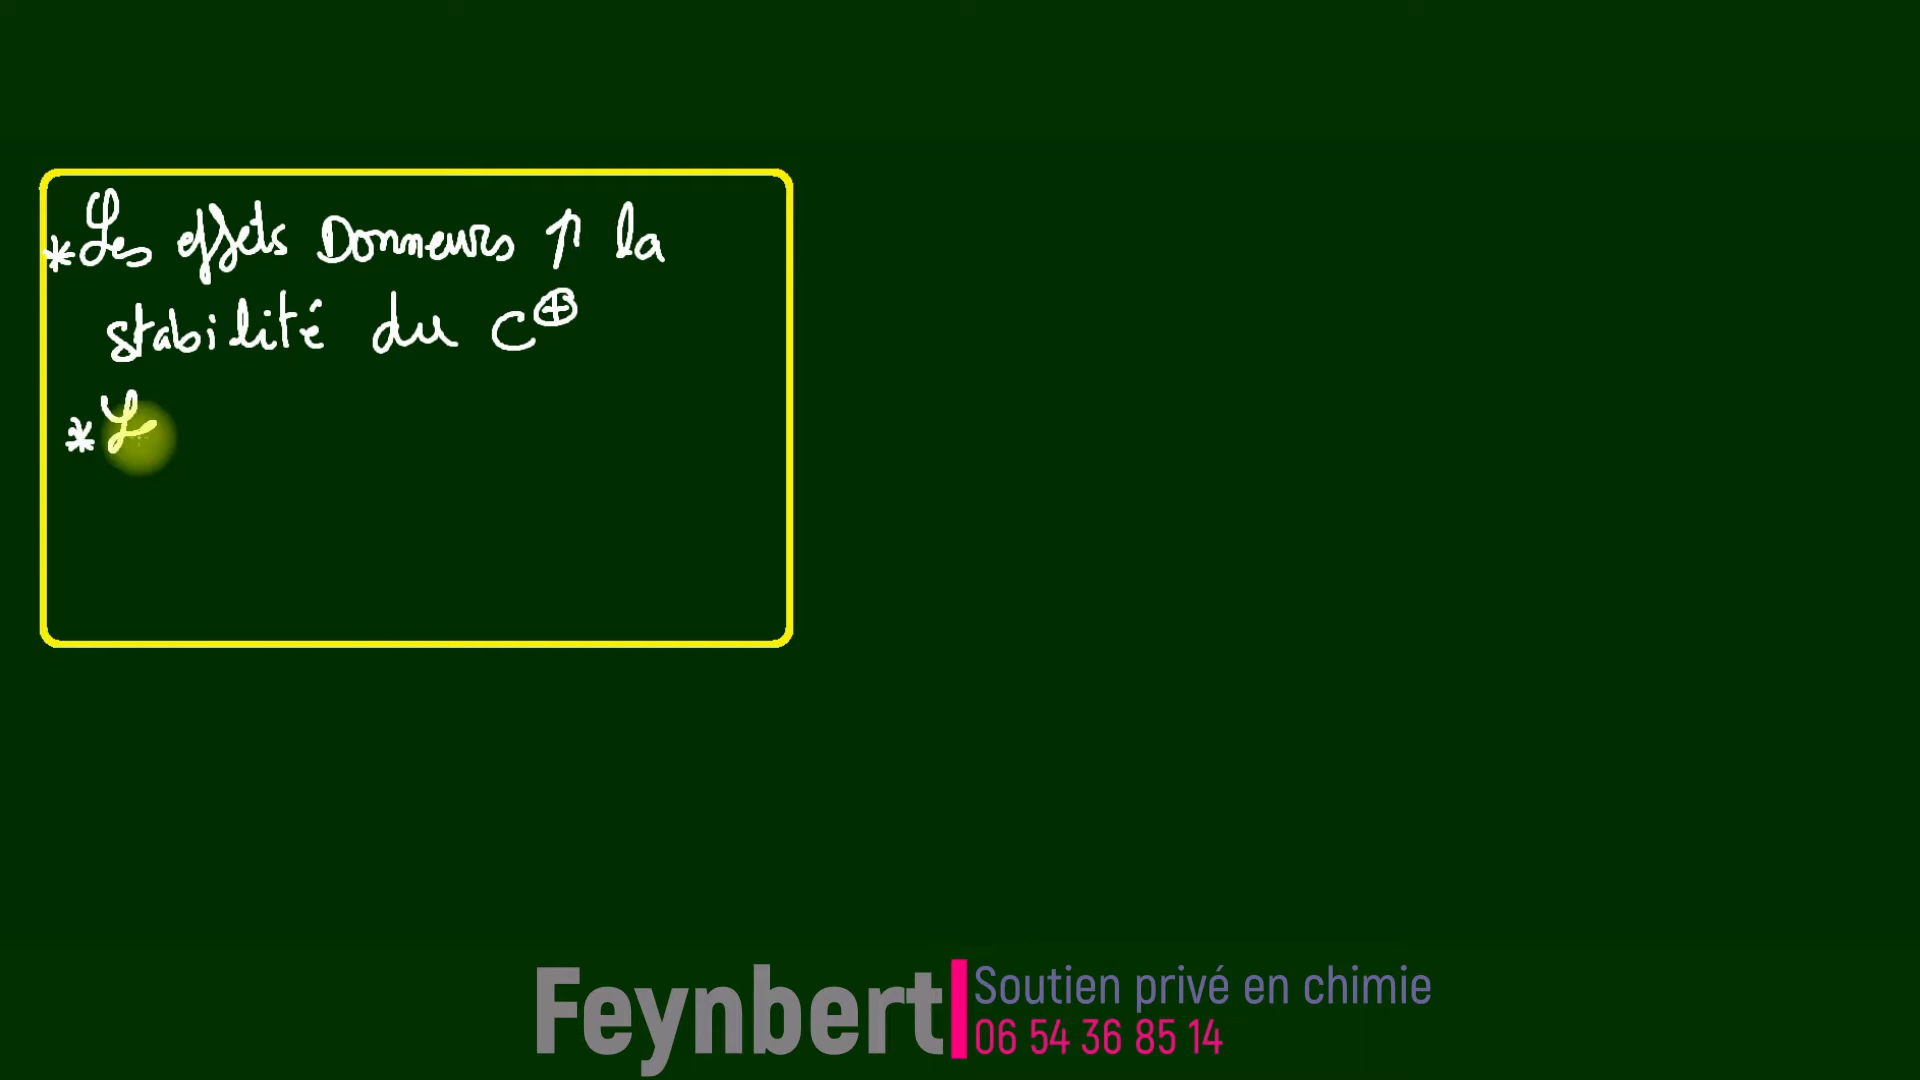 *Les effets Donneurs ↑ la
stabilité du C⊕
*L
Feynbert
Soutien privé en chimie
06 54 36 85 14